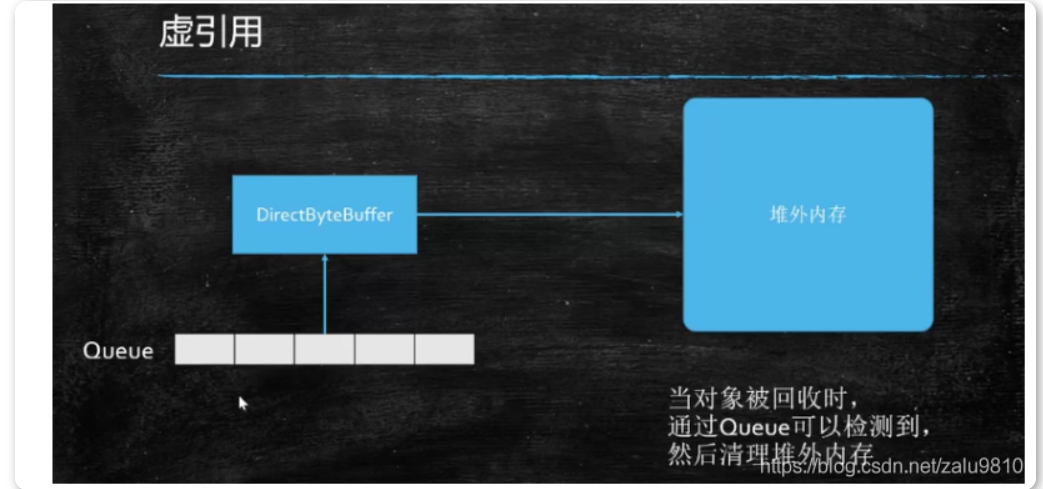 虚引用
DirectByteBuffer
堆外内存
Queue
当对象被回收时，
通过Queue可以检测到，
然后清理堆外内存
https://blog.csdn.net/zalu9810